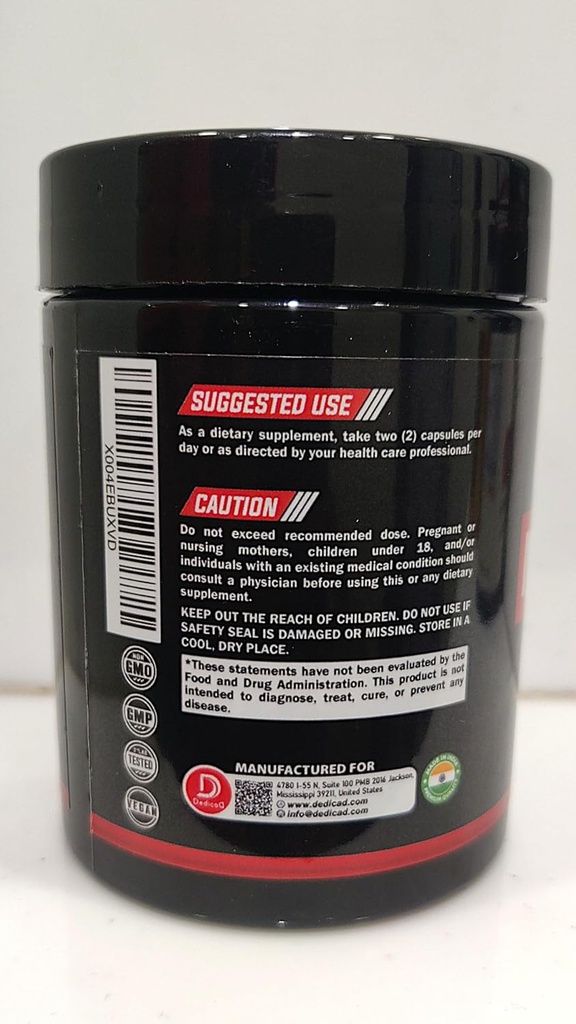 SUGGESTED USE
As a dietary supplement, take two (2) capsules per
day or as directed by your health care professional.
X004EBUXVD
CAUTION
Do not exceed recommended dose. Pregnant or
nursing mothers, children under 18, and/or
individuals with an existing medical condition should
consult a physician before using this or any dietary
supplement.
KEEP OUT THE REACH OF CHILDREN. DO NOT USE IF
SAFETY SEAL IS DAMAGED OR MISSING. STORE IN A
COOL, DRY PLACE.
*These statements have not been evaluated by the
Food and Drug Administration. This product is not
intended to diagnose, treat, cure, or prevent any
disease.
NON
GMO
GMP
TESTED
VEGAN
MANUFACTURED FOR
DedicaD
4780 I-55 N, Suite 100 PMB 2016 Jackson,
Mississippi 39211, United States
www.dedicad.com
info@dedicad.com
MADE IN INDIA